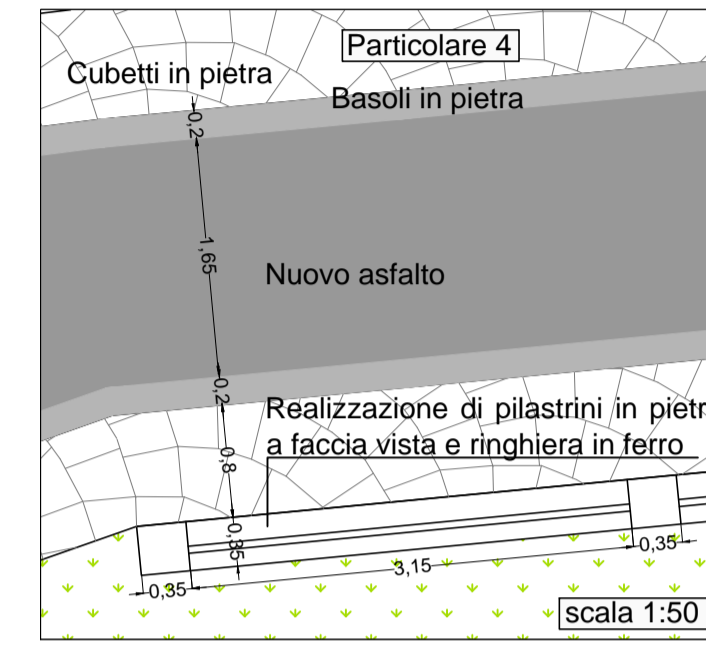 Particolare 4
Cubetti in pietra
Basoli in pietra
0,2
1,65
Nuovo asfalto
0,2
Realizzazione di pilastrini in pietr
a faccia vista e ringhiera in ferro
0,8
0,35
0,35
3,15
0,35
scala 1:50